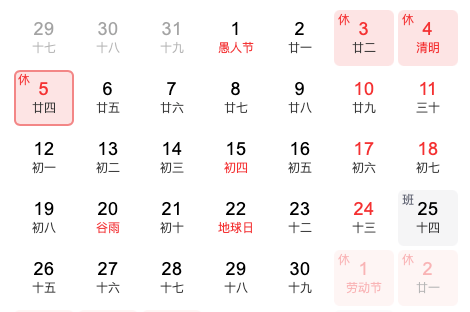 29 30 31 1 2 休 3 休 4
十七 十八 十九 愚人节 廿一 廿二 清明
休 5 6 7 8 9 10 11
廿四 廿五 廿六 廿七 廿八 廿九 三十
12 13 14 15 16 17 18
初一 初二 初三 初四 初五 初六 初七
19 20 21 22 23 24 班 25
初八 谷雨 初十 地球日 十二 十三 十四
26 27 28 29 30 休 1 休 2
十五 十六 十七 十八 十九 劳动节 廿一